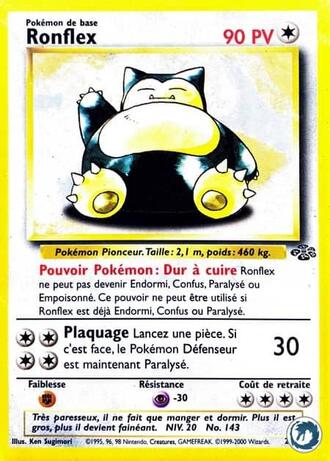 Pokémon de base
Ronflex
90 PV
Pokémon Pionceur. Taille : 2,1 m, poids : 460 kg.
Pouvoir Pokémon : Dur à cuire Ronflex
ne peut pas devenir Endormi, Confus, Paralysé ou
Empoisonné. Ce pouvoir ne peut être utilisé si
Ronflex est déjà Endormi, Confus ou Paralysé.
Plaquage Lancez une pièce. Si
c'est face, le Pokémon Défenseur
est maintenant Paralysé.
30
Faiblesse
Résistance
Coût de retraite
-30
Très paresseux, il ne fait que manger et dormir. Plus il est
gros, plus il devient fainéant. NIV. 20 No. 143
Illus. Ken Sugimori ©1995, 96, 98 Nintendo, Creatures, GAMEFREAK. ©1999-2000 Wizards.